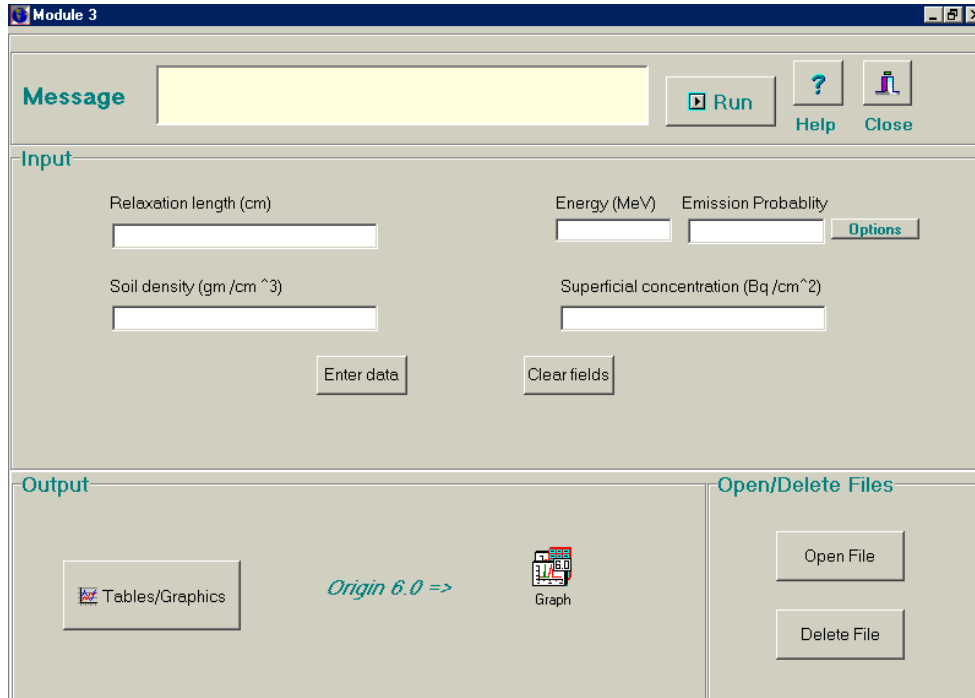 Module 3
Message
Run
?
Help
Close
Input
Relaxation length (cm)
Energy (MeV)
Emission Probablity
Options
Soil density (gm /cm ^3)
Superficial concentration (Bq /cm^2)
Enter data
Clear fields
Output
Open/Delete Files
Tables/Graphics
Origin 6.0 =>
6.0
Graph
Open File
Delete File